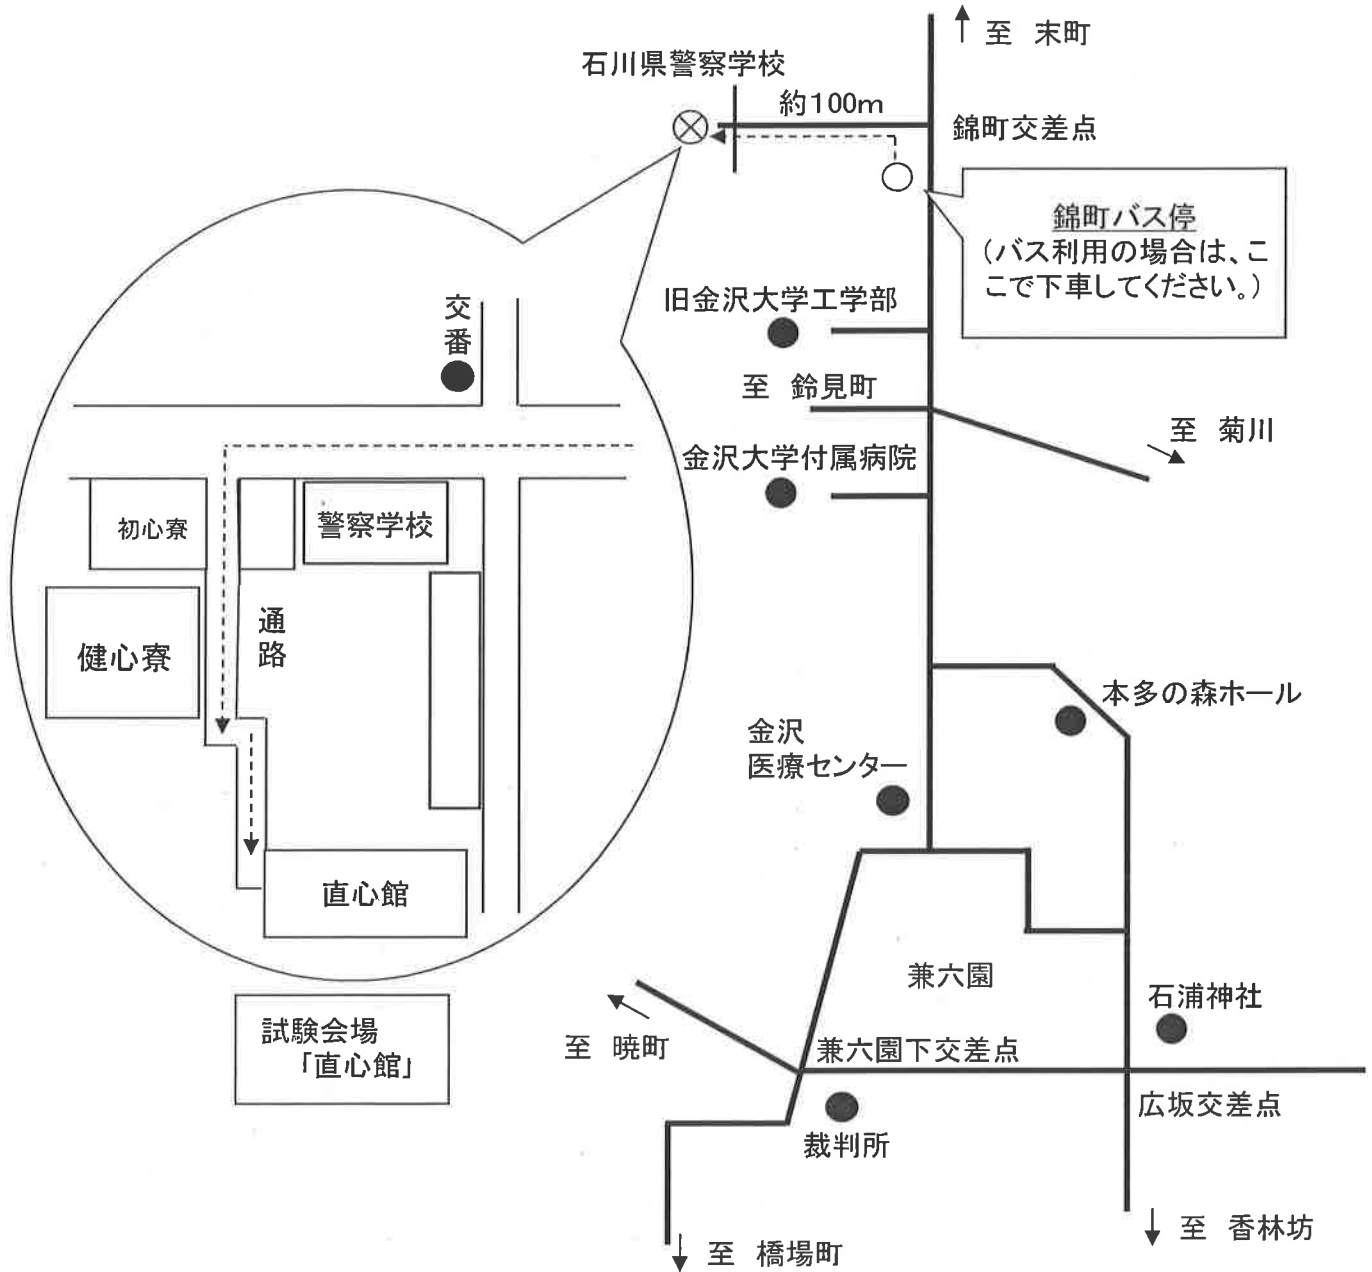 至 末町
石川県警察学校
約100m
錦町交差点
錦町バス停
(バス利用の場合は、こ
こで下車してください。)
旧金沢大学工学部
交番
至 鈴見町
至 菊川
金沢大学付属病院
初心寮
警察学校
通路
健心寮
本多の森ホール
金沢
医療センター
直心館
兼六園
石浦神社
試験会場
「直心館」
至 暁町
兼六園下交差点
広坂交差点
裁判所
至 香林坊
至 橋場町